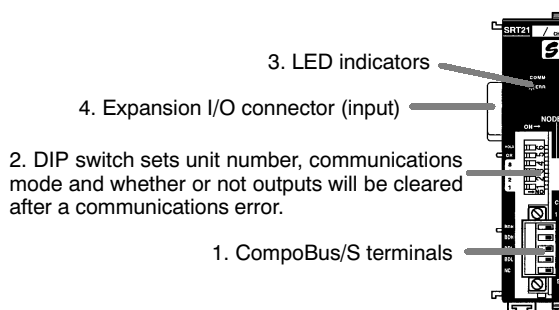 SRT21
S
3. LED indicators
COMM
ERR
4. Expansion I/O connector (input)
NODE
ON→
2. DIP switch sets unit number, communications
mode and whether or not outputs will be cleared
after a communications error.
1. CompoBus/S terminals
BDH
BDL
NC